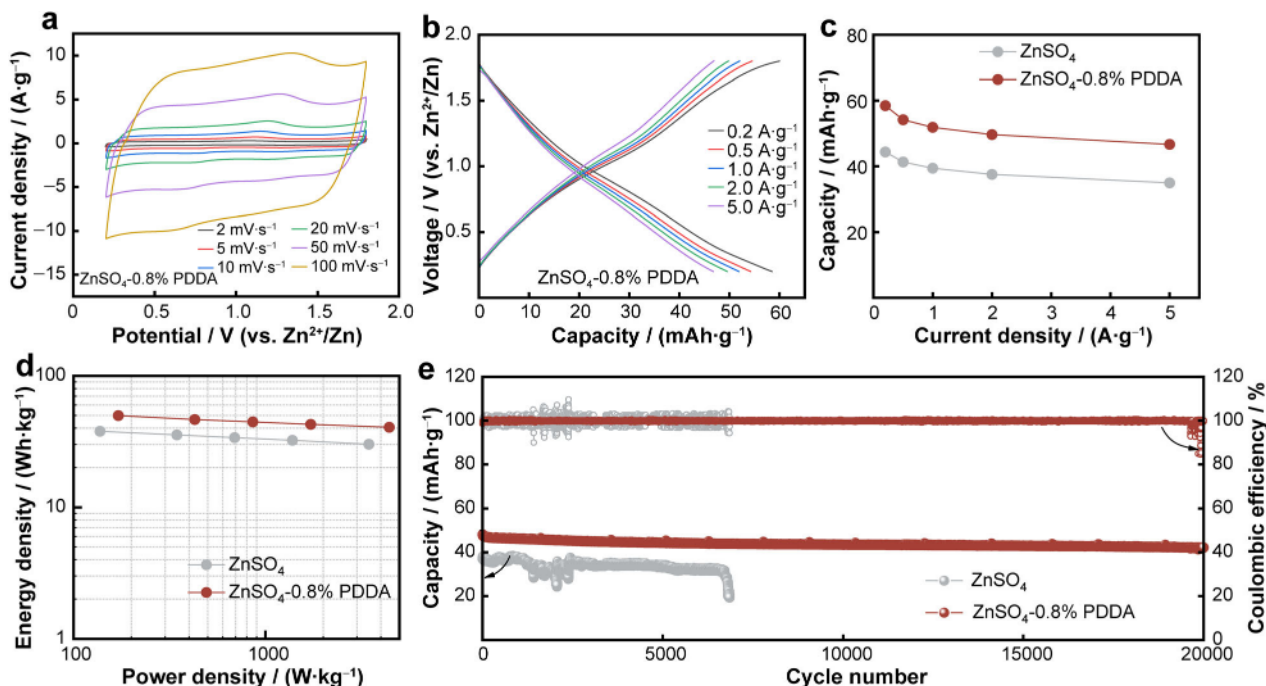 a
Current density / (A·g⁻¹)
10
5
0
−5
−10
−15
2 mV·s⁻¹
20 mV·s⁻¹
5 mV·s⁻¹
50 mV·s⁻¹
10 mV·s⁻¹
100 mV·s⁻¹
ZnSO₄-0.8% PDDA
0
0.5
1.0
1.5
2.0
Potential / V (vs. Zn²⁺/Zn)
b
Voltage / V (vs. Zn²⁺/Zn)
2.0
1.5
1.0
0.5
0.2 A·g⁻¹
0.5 A·g⁻¹
1.0 A·g⁻¹
2.0 A·g⁻¹
5.0 A·g⁻¹
ZnSO₄-0.8% PDDA
0
10
20
30
40
50
60
Capacity / (mAh·g⁻¹)
c
Capacity / (mAh·g⁻¹)
80
60
40
20
ZnSO₄
ZnSO₄-0.8% PDDA
0
1
2
3
4
5
Current density / (A·g⁻¹)
d
Energy density / (Wh·kg⁻¹)
100
10
1
ZnSO₄
ZnSO₄-0.8% PDDA
100
1000
Power density / (W·kg⁻¹)
e
Capacity / (mAh·g⁻¹)
120
100
80
60
40
20
ZnSO₄
ZnSO₄-0.8% PDDA
0
5000
10000
15000
20000
Cycle number
120
100
80
60
40
20
0
Coulombic efficiency / %